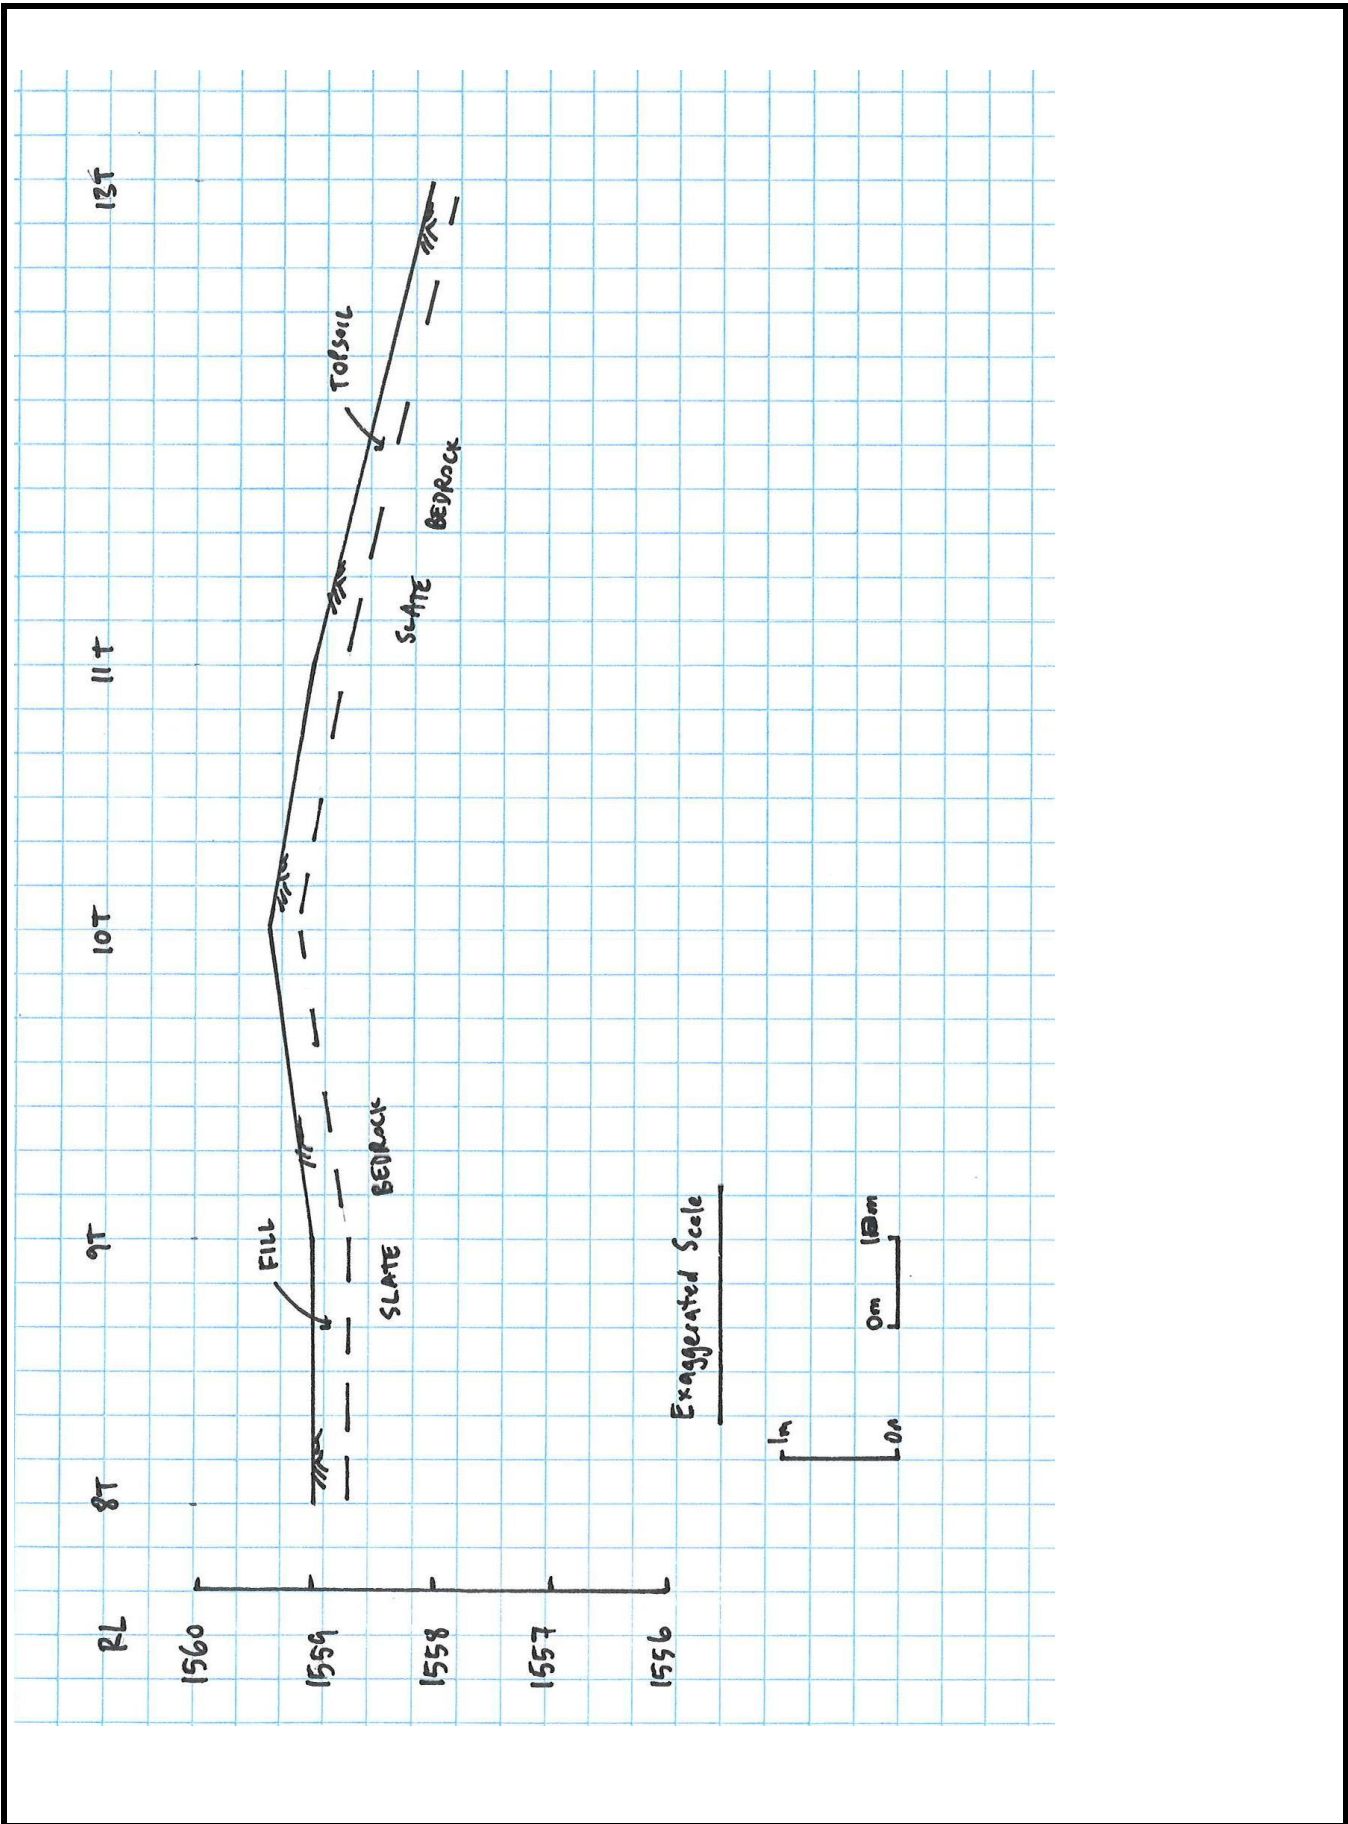 8T
9T
10T
11T
13T
RL
1560
1559
1558
1557
1556
FILL
TOPSOIL
SLATE BEDROCK
SLATE BEDROCK
Exaggerated Scale
1m
0m
0m